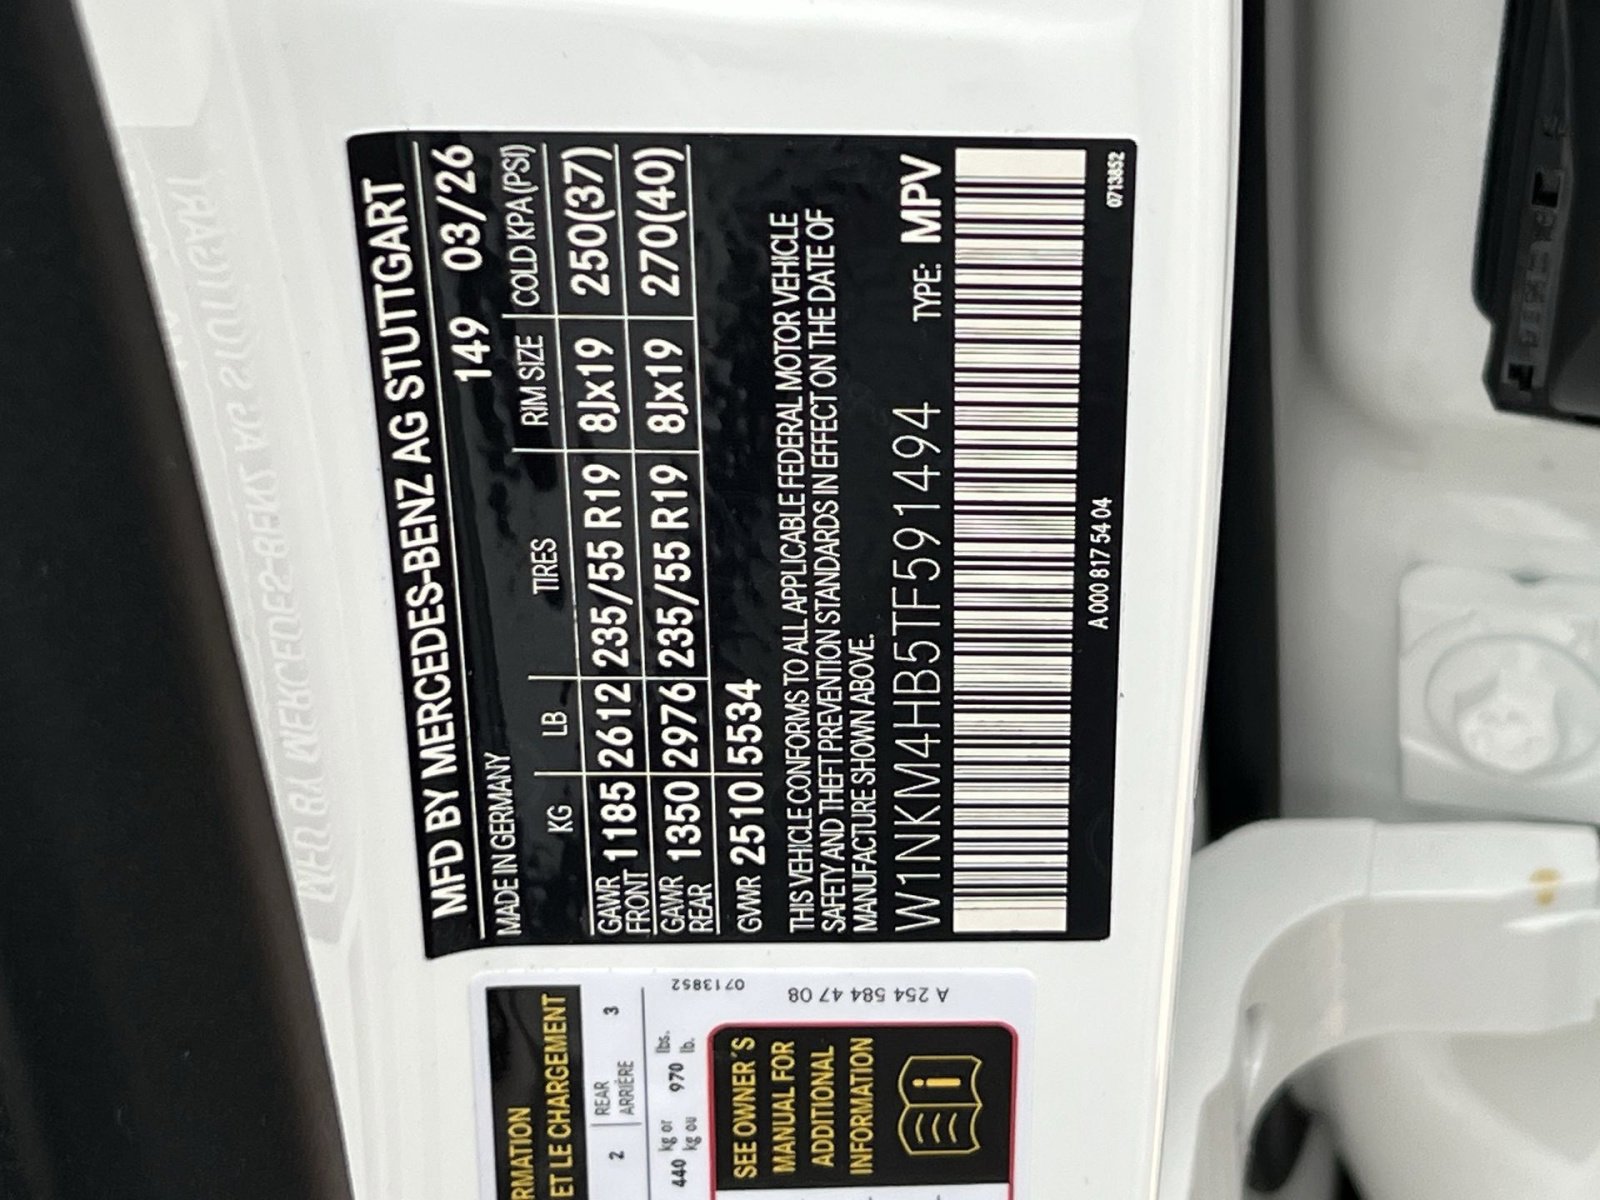 MFD BY MERCEDES-BENZ AG STUTTGART
149 03/26
MADE IN GERMANY
KG LB TIRES RIM SIZE COLD KPA (PSI)
GAWR FRONT 1185 2612 235/55 R19 8Jx19 250(37)
GAWR REAR 1350 2976 235/55 R19 8Jx19 270(40)
GVWR 2510 5534
THIS VEHICLE CONFORMS TO ALL APPLICABLE FEDERAL MOTOR VEHICLE
SAFETY AND THEFT PREVENTION STANDARDS IN EFFECT ON THE DATE OF
MANUFACTURE SHOWN ABOVE.
W1NKM4HB5TF591494 TYPE: MPV
A 000 817 54 04
0713852
RMATION
ET LE CHARGEMENT
2 REAR ARRIÈRE 3
440 kg or kg ou 970 lbs. lb.
0713852
A 254 584 47 08
SEE OWNER'S
MANUAL FOR
ADDITIONAL
INFORMATION